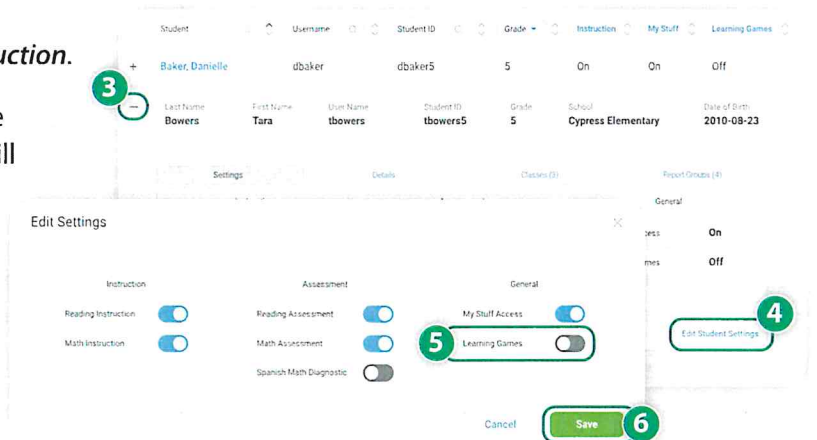 uction.
e
ill
Student Username Student ID Grade Instruction My Stuff Learning Games
+ Baker, Danielle dbaker dbaker5 5 On On Off
3
Last Name First Name User Name Student ID Grade School Date of Birth
− Bowers Tara tbowers tbowers5 5 Cypress Elementary 2010-08-23
Settings Details Classes (3) Report Groups (4)
General
On
Off
Edit Student Settings 4
Edit Settings
Instruction Assessment General
Reading Instruction Reading Assessment My Stuff Access
Math Instruction Math Assessment 5 Learning Games
Spanish Math Diagnostic
Cancel Save 6